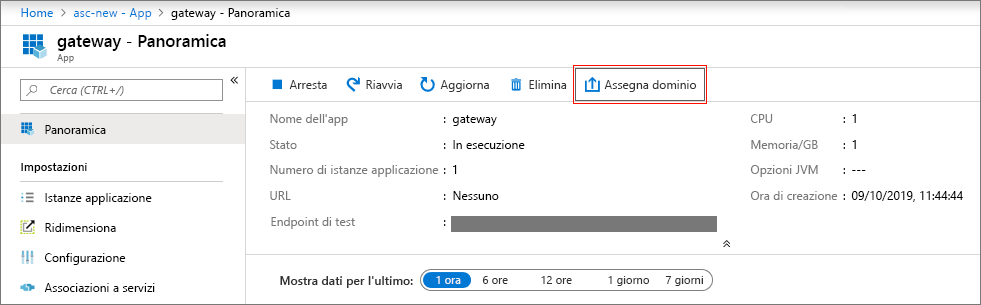 Home > asc-new - App > gateway - Panoramica
gateway - Panoramica
App
Cerca (CTRL+/)
«
Panoramica
Impostazioni
Istanze applicazione
Ridimensiona
Configurazione
Associazioni a servizi
Arresta Riavvia Aggiorna Elimina Assegna dominio
Nome dell'app : gateway
Stato : In esecuzione
Numero di istanze applicazione : 1
URL : Nessuno
Endpoint di test :
CPU : 1
Memoria/GB : 1
Opzioni JVM : ---
Ora di creazione : 09/10/2019, 11:44:44
Mostra dati per l'ultimo: 1 ora 6 ore 12 ore 1 giorno 7 giorni